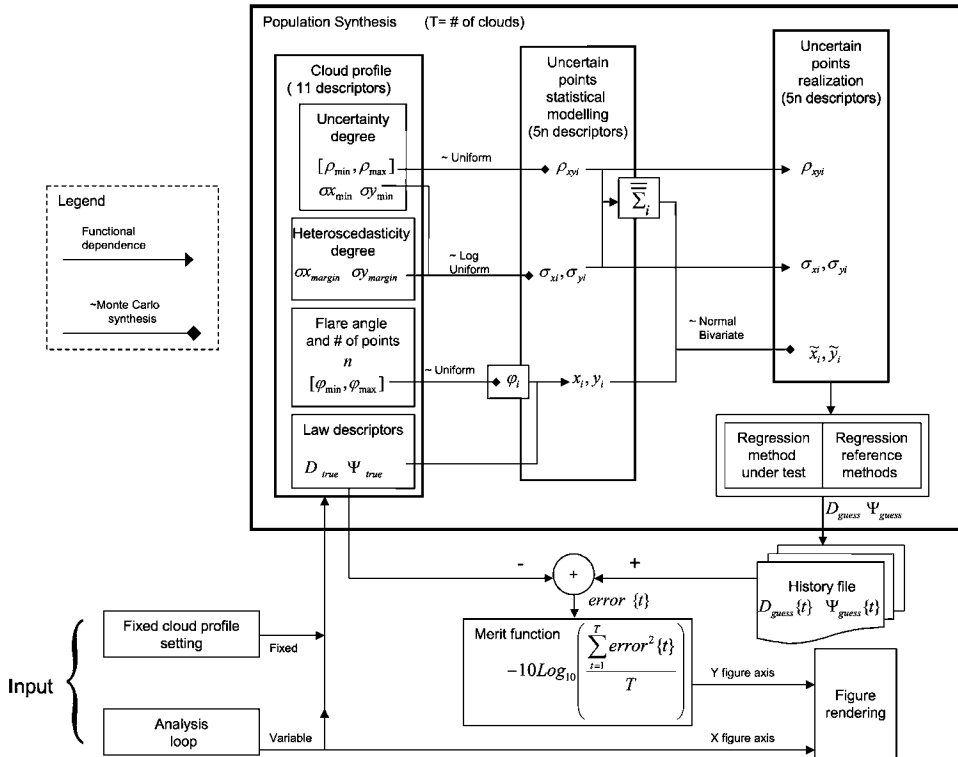 Population Synthesis (T= # of clouds)
Cloud profile
( 11 descriptors)
Uncertainty
degree
[ρmin, ρmax]
σxmin σymin
Heteroscedasticity
degree
σxmargin σymargin
Flare angle
and # of points
n
[φmin, φmax]
Law descriptors
D true Ψ true
~ Uniform
~ Log
Uniform
~ Uniform
Uncertain
points
statistical
modelling
(5n descriptors)
ρxyi
Σi
σxi, σyi
φi
xi, yi
~ Normal
Bivariate
Uncertain
points
realization
(5n descriptors)
ρxyi
σxi, σyi
x̃i, ỹi
Legend
Functional
dependence
~Monte Carlo
synthesis
Regression
method
under test
Regression
reference
methods
Dguess Ψguess
- + +
error {t}
History file
Dguess{t} Ψguess{t}
Merit function
−10Log10( ∑t=1T error2{t} / T )
Input
Fixed cloud profile
setting
Fixed
Analysis
loop
Variable
Y figure axis
X figure axis
Figure
rendering